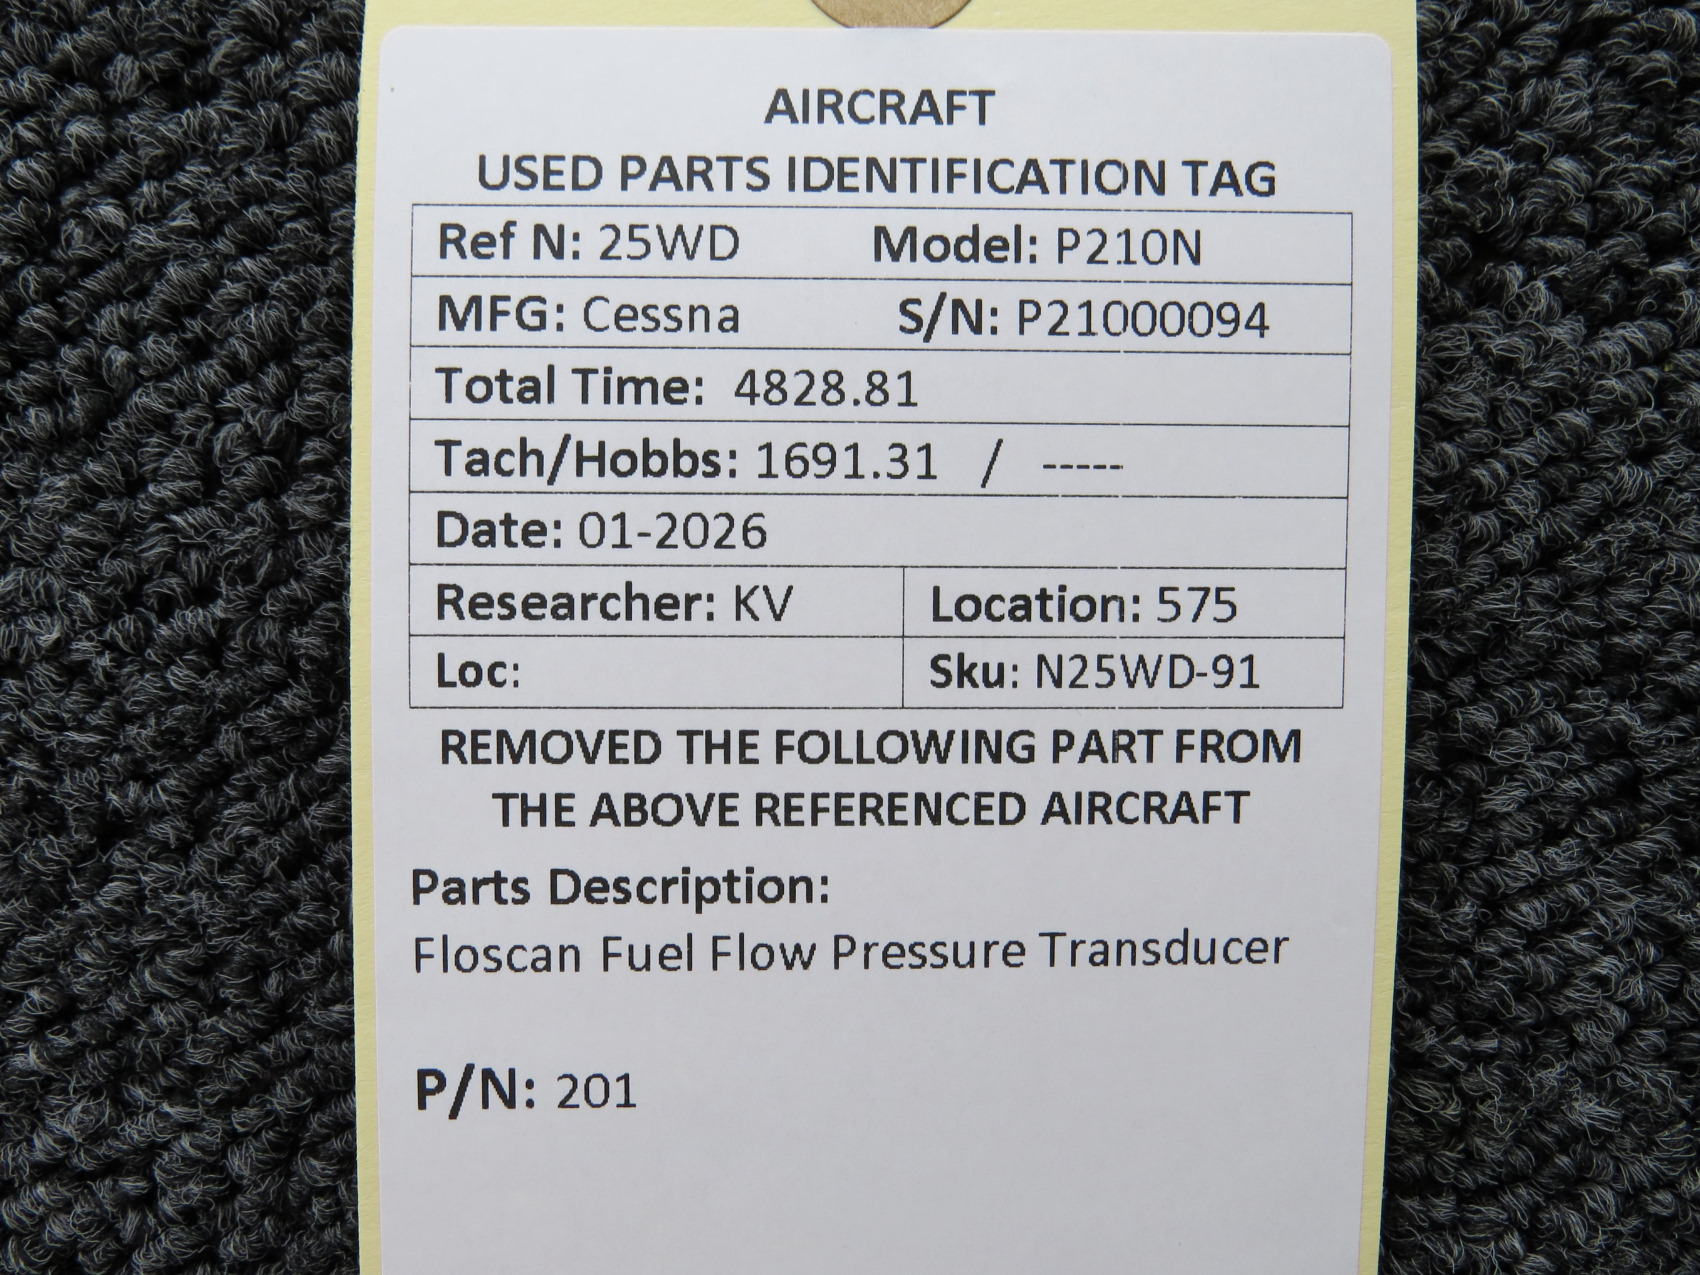 AIRCRAFT
USED PARTS IDENTIFICATION TAG
Ref N: 25WD Model: P210N
MFG: Cessna S/N: P21000094
Total Time: 4828.81
Tach/Hobbs: 1691.31 / -----
Date: 01-2026
Researcher: KV Location: 575
Loc: Sku: N25WD-91
REMOVED THE FOLLOWING PART FROM
THE ABOVE REFERENCED AIRCRAFT
Parts Description:
Floscan Fuel Flow Pressure Transducer
P/N: 201